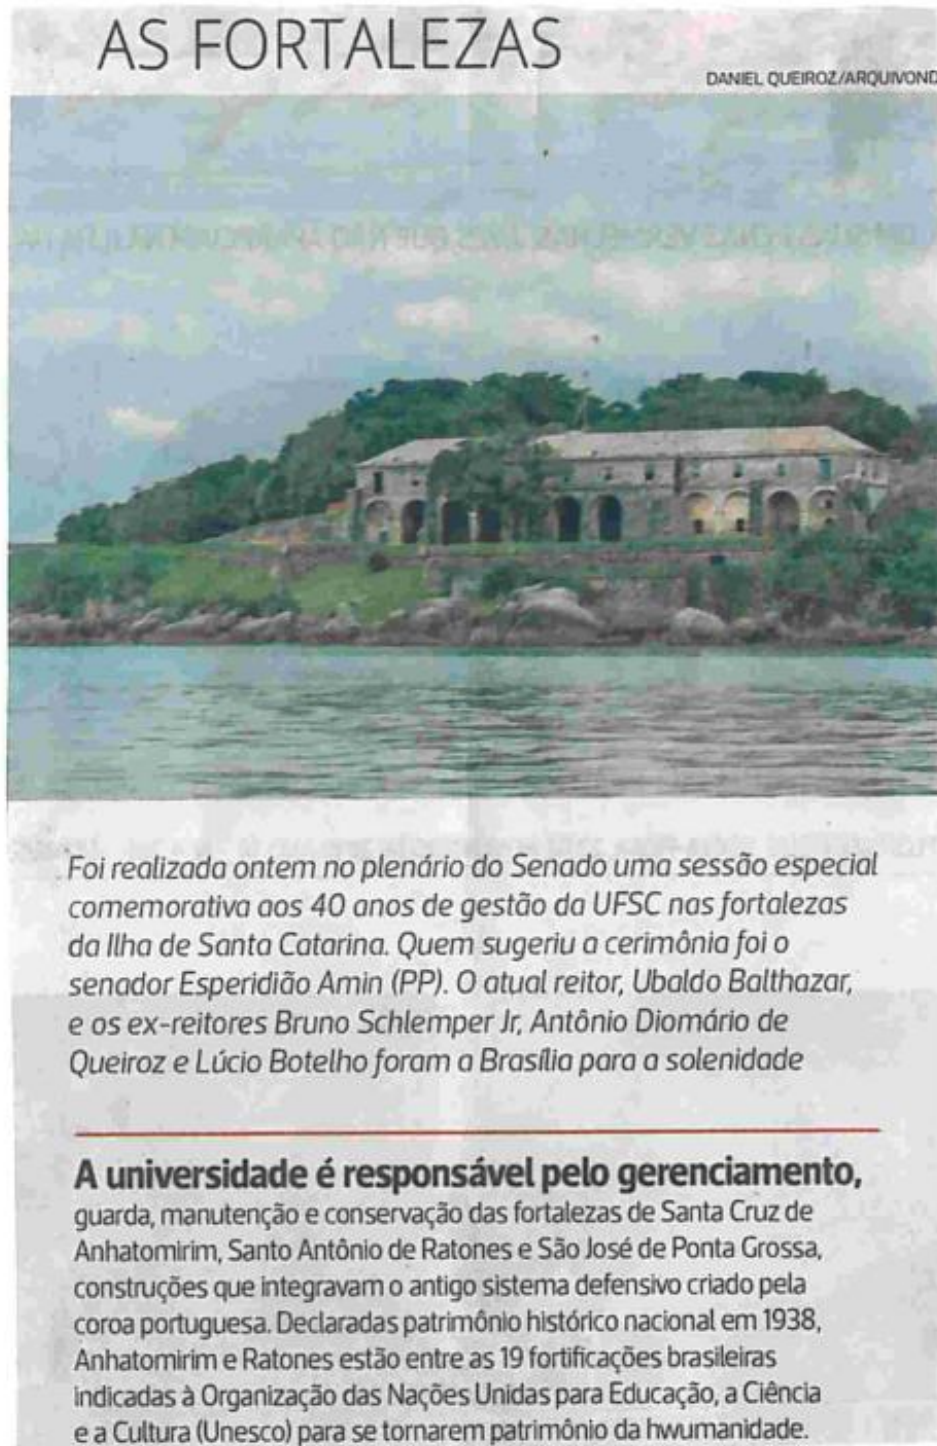 AS FORTALEZAS
DANIEL QUEIROZ/ARQUIVOND
Foi realizada ontem no plenário do Senado uma sessão especial
comemorativa aos 40 anos de gestão da UFSC nas fortalezas
da Ilha de Santa Catarina. Quem sugeriu a cerimônia foi o
senador Esperidião Amin (PP). O atual reitor, Ubaldo Balthazar,
e os ex-reitores Bruno Schlemper Jr, Antônio Diomário de
Queiroz e Lúcio Botelho foram a Brasília para a solenidade
A universidade é responsável pelo gerenciamento,
guarda, manutenção e conservação das fortalezas de Santa Cruz de
Anhatomirim, Santo Antônio de Ratones e São José de Ponta Grossa,
construções que integravam o antigo sistema defensivo criado pela
coroa portuguesa. Declaradas patrimônio histórico nacional em 1938,
Anhatomirim e Ratones estão entre as 19 fortificações brasileiras
indicadas à Organização das Nações Unidas para Educação, a Ciência
e a Cultura (Unesco) para se tornarem patrimônio da hwumanidade.